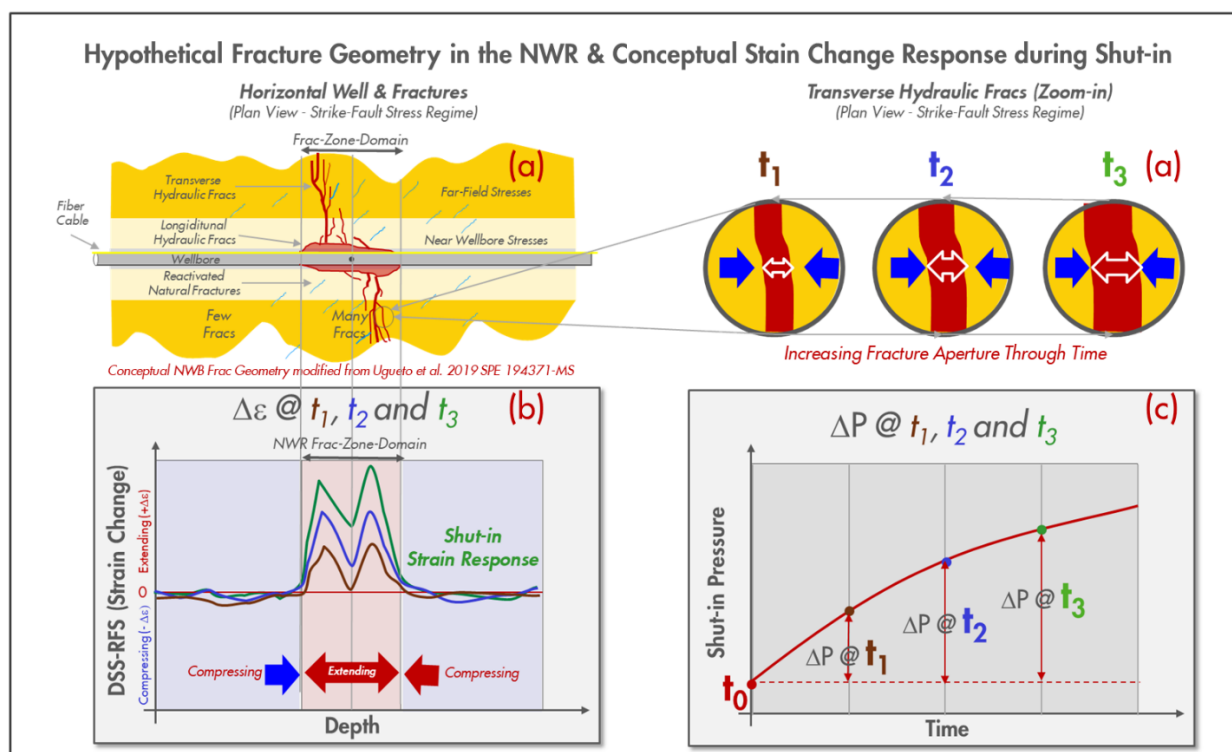 Hypothetical Fracture Geometry in the NWR & Conceptual Stain Change Response during Shut-in
Horizontal Well & Fractures
(Plan View - Strike-Fault Stress Regime)
Frac-Zone-Domain
(a)
Transverse
Hydraulic Fracs
Far-Field Stresses
Fiber
Cable
Longiditunal
Hydraulic Fracs
Near Wellbore Stresses
Wellbore
Reactivated
Natural Fractures
Few
Fracs
Many
Fracs
Conceptual NWB Frac Geometry modified from Ugueto et al. 2019 SPE 194371-MS
Transverse Hydraulic Fracs (Zoom-in)
(Plan View - Strike-Fault Stress Regime)
t1
t2
t3
(a)
Increasing Fracture Aperture Through Time
Δε @ t1, t2 and t3
(b)
NWR Frac-Zone-Domain
DSS-RFS (Strain Change)
Extending (+Δε)
0
Compressing (- Δε)
Shut-in
Strain Response
Compressing
Extending
Compressing
Depth
ΔP @ t1, t2 and t3
(c)
Shut-in Pressure
ΔP @ t1
ΔP @ t2
ΔP @ t3
t0
Time